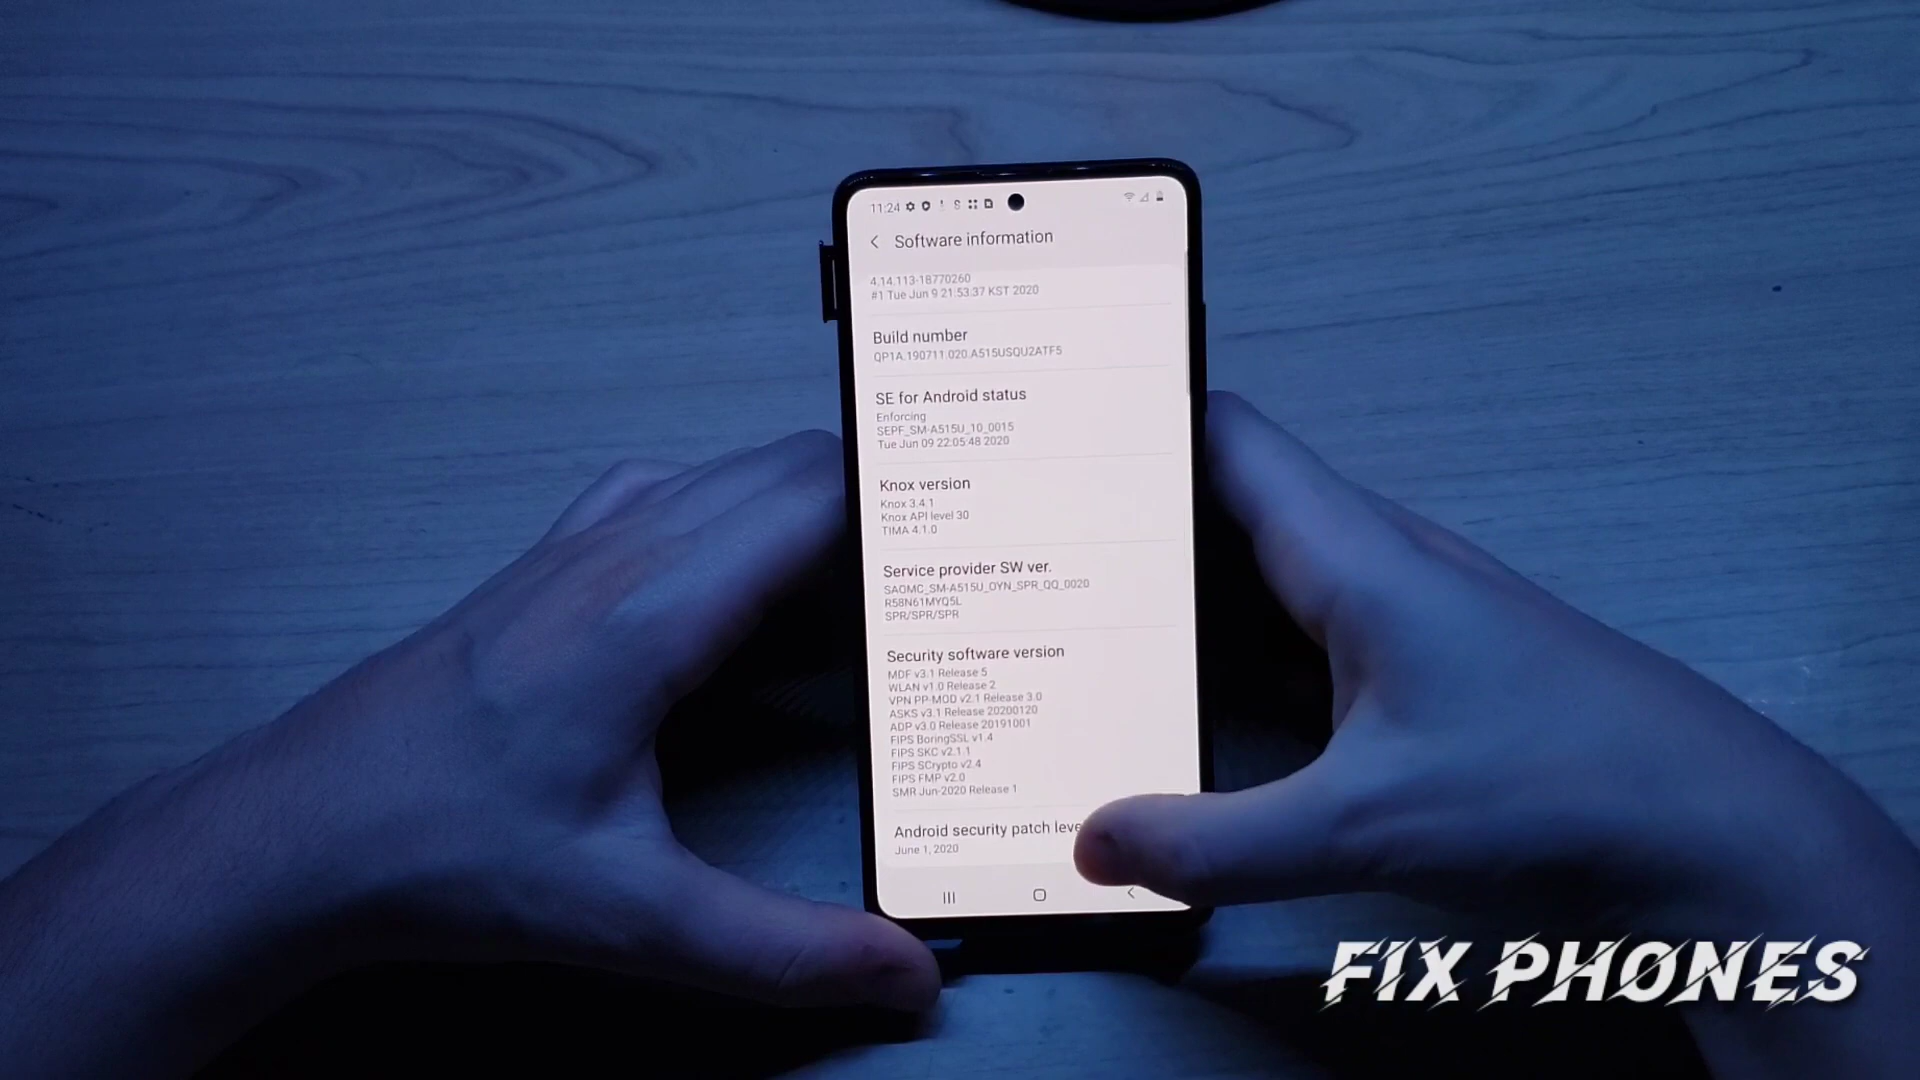 11:24
Software information
4.14.113-18770260
#1 Tue Jun 9 21:53:37 KST 2020
Build number
QP1A.190711.020.A515USQU2ATF5
SE for Android status
Enforcing
SEPF_SM-A515U_10_0015
Tue Jun 09 22:05:48 2020
Knox version
Knox 3.4.1
Knox API level 30
TIMA 4.1.0
Service provider SW ver.
SAOMC_SM-A515U_OYN_SPR_QQ_0020
R58N61MYQ5L
SPR/SPR/SPR
Security software version
MDF v3.1 Release 5
WLAN v1.0 Release 2
VPN PP-MOD v2.1 Release 3.0
ASKS v3.1 Release 20200120
ADP v3.0 Release 20191001
FIPS BoringSSL v1.4
FIPS SKC v2.1.1
FIPS SCrypto v2.4
FIPS FMP v2.0
SMR Jun-2020 Release 1
Android security patch leve
June 1, 2020
FIX PHONES